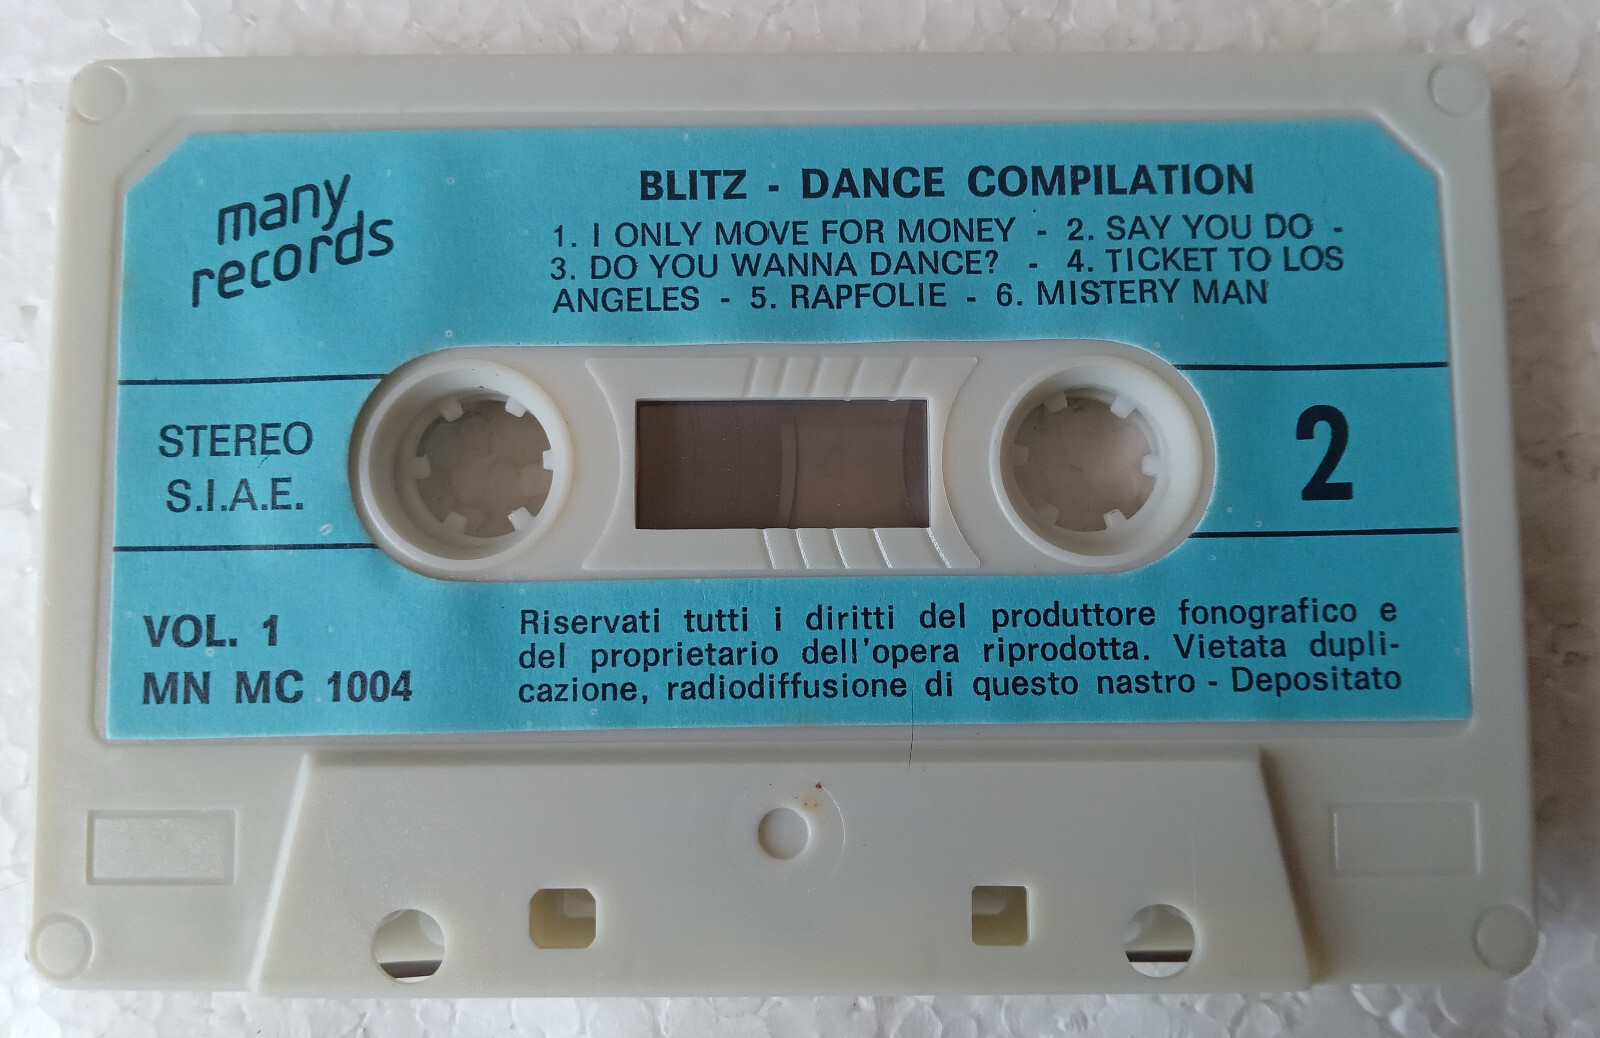 many
records
BLITZ - DANCE COMPILATION
1. I ONLY MOVE FOR MONEY - 2. SAY YOU DO -
3. DO YOU WANNA DANCE? - 4. TICKET TO LOS
ANGELES - 5. RAPFOLIE - 6. MISTERY MAN
STEREO
S.I.A.E.
2
VOL. 1
MN MC 1004
Riservati tutti i diritti del produttore fonografico e
del proprietario dell'opera riprodotta. Vietata dupli-
cazione, radiodiffusione di questo nastro - Depositato